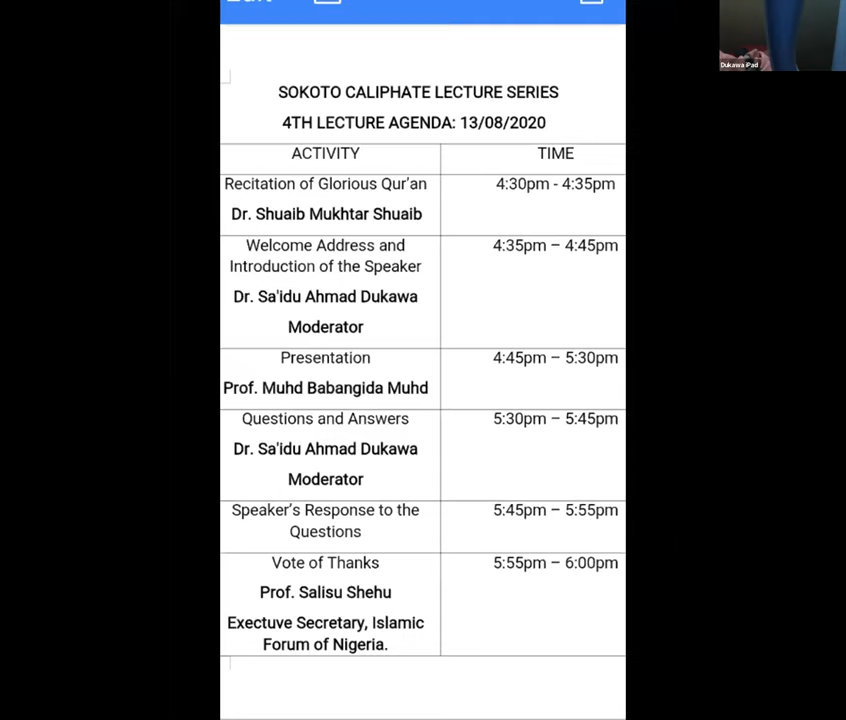 Dukawa iPad
SOKOTO CALIPHATE LECTURE SERIES
4TH LECTURE AGENDA: 13/08/2020
ACTIVITY TIME
Recitation of Glorious Qur'an 4:30pm - 4:35pm
Dr. Shuaib Mukhtar Shuaib
Welcome Address and 4:35pm – 4:45pm
Introduction of the Speaker
Dr. Sa'idu Ahmad Dukawa
Moderator
Presentation 4:45pm – 5:30pm
Prof. Muhd Babangida Muhd
Questions and Answers 5:30pm – 5:45pm
Dr. Sa'idu Ahmad Dukawa
Moderator
Speaker's Response to the 5:45pm – 5:55pm
Questions
Vote of Thanks 5:55pm – 6:00pm
Prof. Salisu Shehu
Exectuve Secretary, Islamic
Forum of Nigeria.